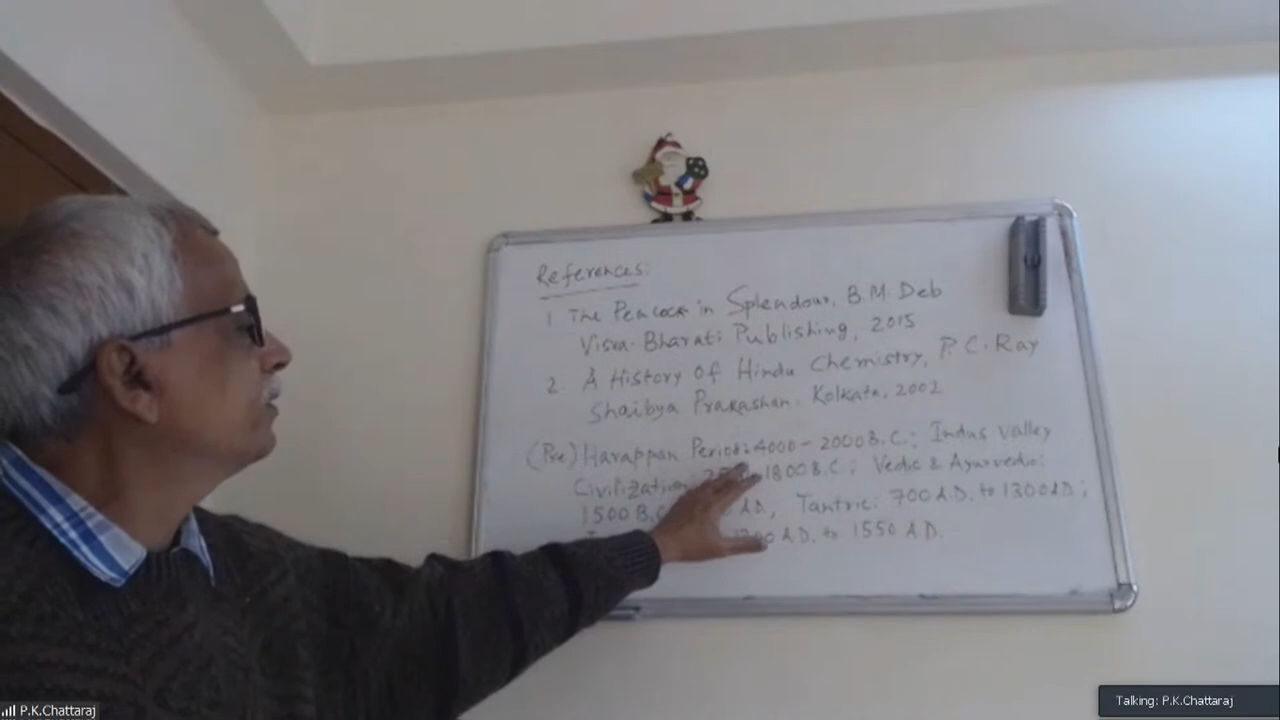 References:
1 The Peacock in Splendour, B.M. Deb
Visva-Bharati Publishing, 2015
2. A History of Hindu Chemistry, P.C. Ray
Shaibya Prakashan. Kolkata, 2002
(Pre) Harappan Period: 4000 - 2000 B.C.; Indus valley
Civilization: 1800 B.C; Vedic & Ayurvedic:
1500 B.C A.D., Tantric: 700 A.D. to 1300 AD;
A.D. to 1550 A.D.
P.K.Chattaraj
Talking: P.K.Chattaraj